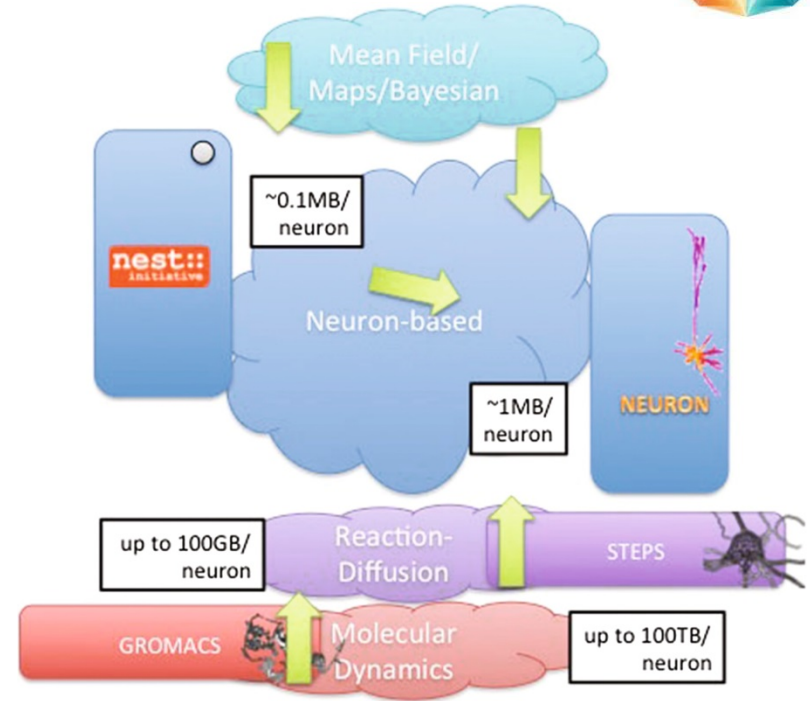 Mean Field/
Maps/Bayesian
~0.1MB/
neuron
nest::
initiative
Neuron-based
NEURON
~1MB/
neuron
up to 100GB/
neuron
Reaction-
Diffusion
STEPS
GROMACS
Molecular
Dynamics
up to 100TB/
neuron